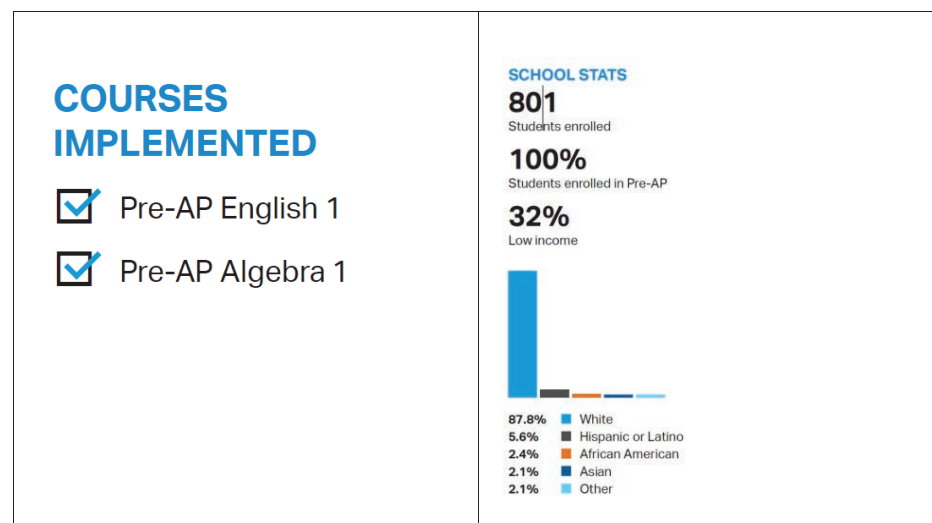 COURSES
IMPLEMENTED
Pre-AP English 1
Pre-AP Algebra 1
SCHOOL STATS
801
Students enrolled
100%
Students enrolled in Pre-AP
32%
Low income
87.8% White
5.6% Hispanic or Latino
2.4% African American
2.1% Asian
2.1% Other